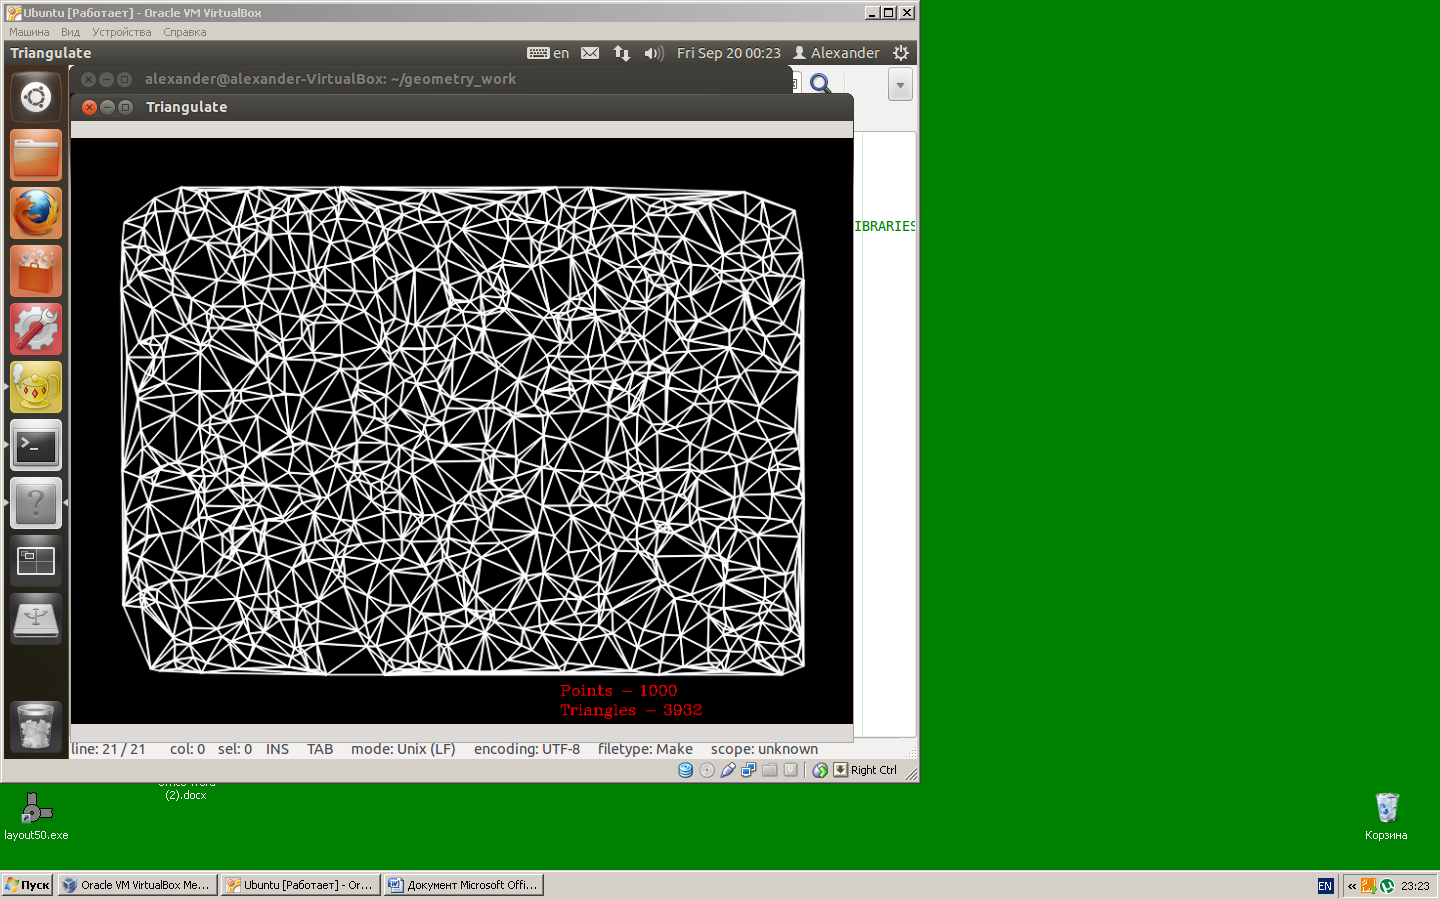 Ubuntu [Работает] - Oracle VM VirtualBox
Машина Вид Устройства Справка
Triangulate en Fri Sep 20 00:23 Alexander
alexander@alexander-VirtualBox: ~/geometry_work
Triangulate
IBRARIES
Points - 1000
Triangles - 3932
line: 21 / 21 col: 0 sel: 0 INS TAB mode: Unix (LF) encoding: UTF-8 filetype: Make scope: unknown
Right Ctrl
(2).docx
layout50.exe
Корзина
Пуск Oracle VM VirtualBox Ме... Ubuntu [Работает] - Or... Документ Microsoft Offi... EN « 23:23